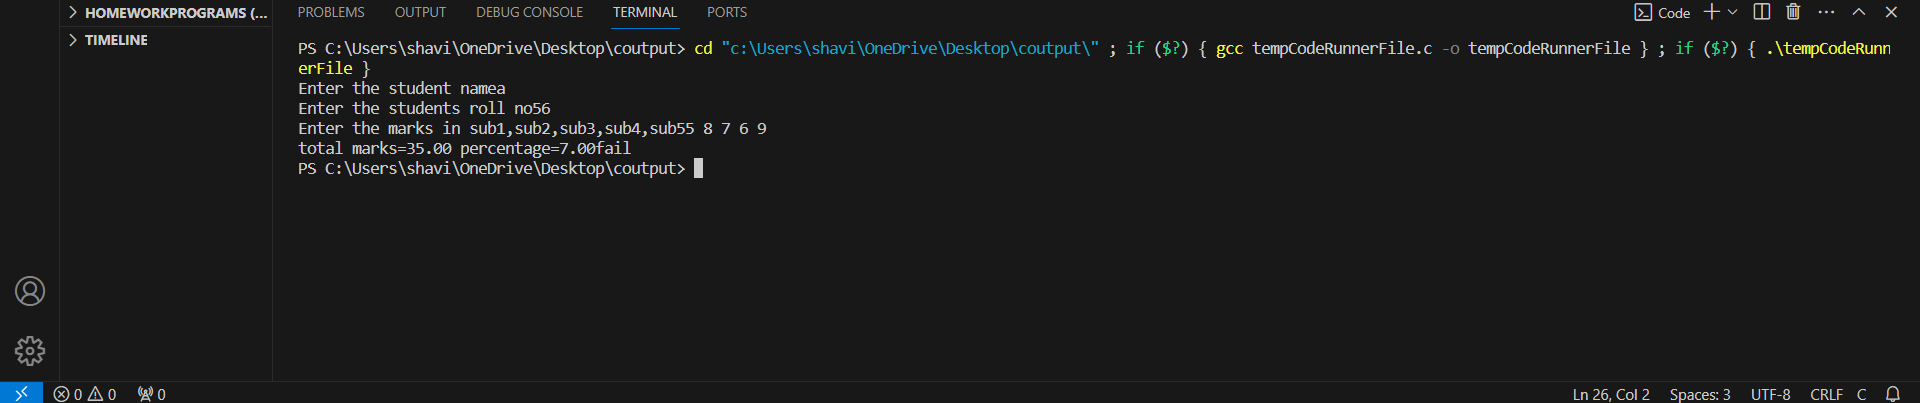 HOMEWORKPROGRAMS (...
TIMELINE
PROBLEMS OUTPUT DEBUG CONSOLE TERMINAL PORTS
Code
PS C:\Users\shavi\OneDrive\Desktop\coutput> cd "c:\Users\shavi\OneDrive\Desktop\coutput\" ; if ($?) { gcc tempCodeRunnerFile.c -o tempCodeRunnerFile } ; if ($?) { .\tempCodeRunn
erFile }
Enter the student namea
Enter the students roll no56
Enter the marks in sub1,sub2,sub3,sub4,sub55 8 7 6 9
total marks=35.00 percentage=7.00fail
PS C:\Users\shavi\OneDrive\Desktop\coutput>
0 0 0 Ln 26, Col 2 Spaces: 3 UTF-8 CRLF C